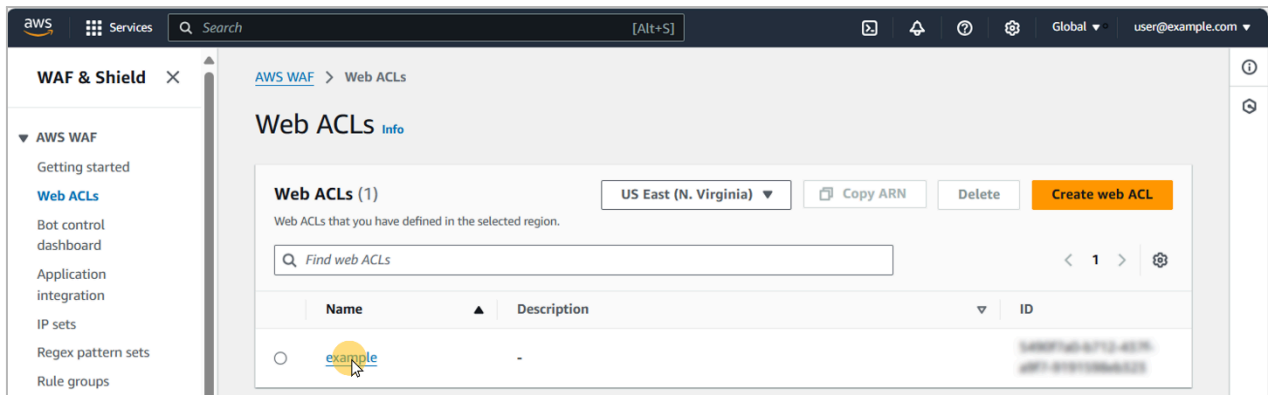 aws
Services
Search
[Alt+S]
Global
user@example.com
WAF & Shield
AWS WAF
Getting started
Web ACLs
Bot control
dashboard
Application
integration
IP sets
Regex pattern sets
Rule groups
AWS WAF > Web ACLs
Web ACLs Info
Web ACLs (1)
US East (N. Virginia)
Copy ARN
Delete
Create web ACL
Web ACLs that you have defined in the selected region.
Find web ACLs
< 1 >
Name
Description
ID
example
-